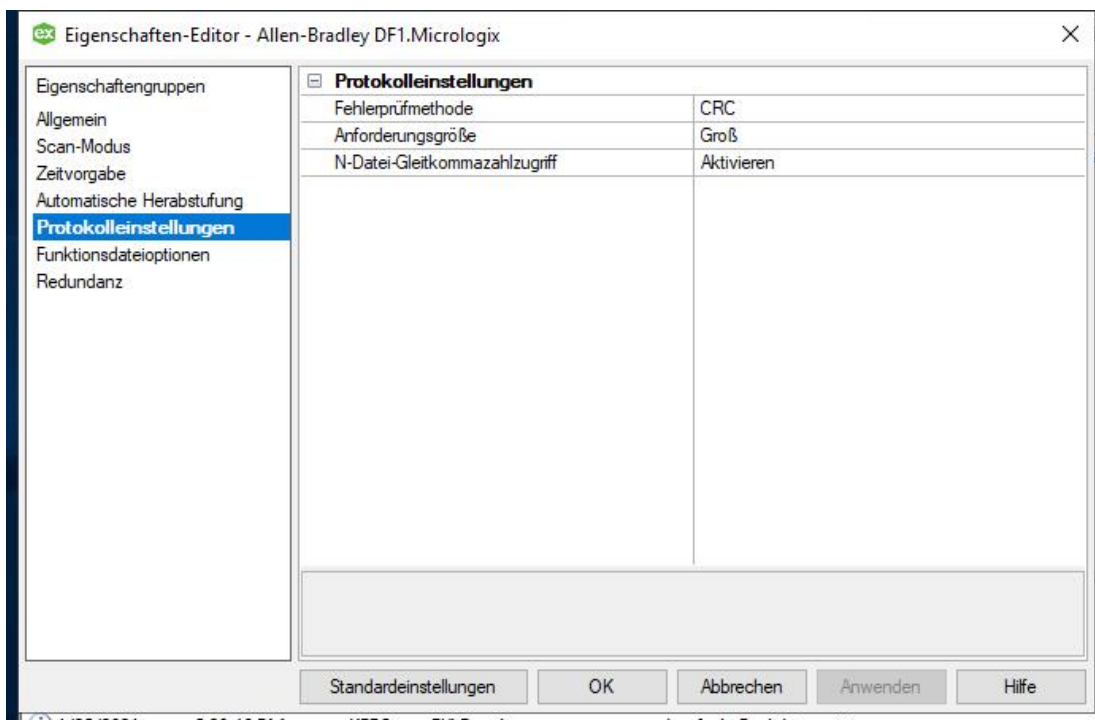 Eigenschaften-Editor - Allen-Bradley DF1.Micrologix
Eigenschaftengruppen
Allgemein
Scan-Modus
Zeitvorgabe
Automatische Herabstufung
Protokolleinstellungen
Funktionsdateioptionen
Redundanz
Protokolleinstellungen
Fehlerprüfmethode CRC
Anforderungsgröße Groß
N-Datei-Gleitkommazahlzugriff Aktivieren
Standardeinstellungen OK Abbrechen Anwenden Hilfe